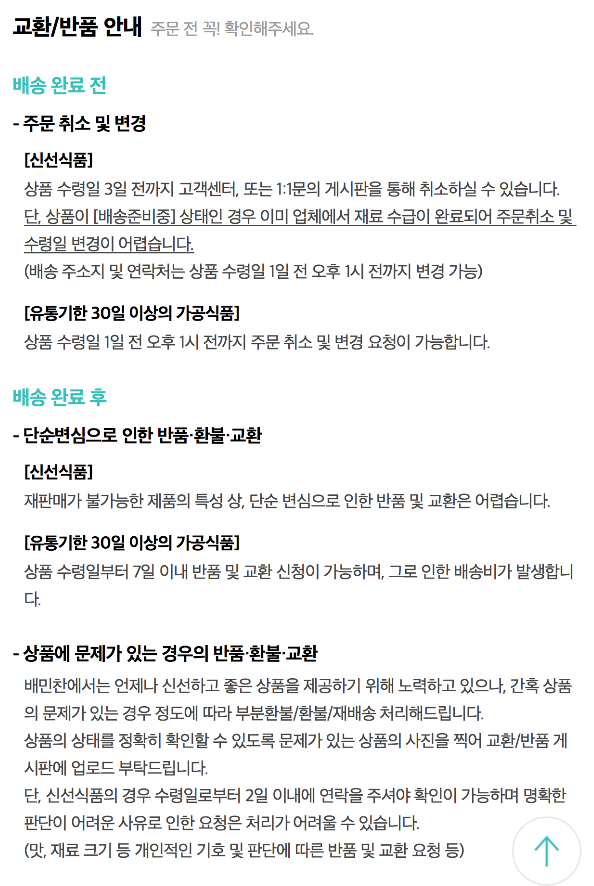 교환/반품 안내 주문 전 꼭! 확인해주세요.
배송 완료 전
- 주문 취소 및 변경
[신선식품]
상품 수령일 3일 전까지 고객센터, 또는 1:1문의 게시판을 통해 취소하실 수 있습니다.
단, 상품이 [배송준비중] 상태인 경우 이미 업체에서 재료 수급이 완료되어 주문취소 및
수령일 변경이 어렵습니다.
(배송 주소지 및 연락처는 상품 수령일 1일 전 오후 1시 전까지 변경 가능)
[유통기한 30일 이상의 가공식품]
상품 수령일 1일 전 오후 1시 전까지 주문 취소 및 변경 요청이 가능합니다.
배송 완료 후
- 단순변심으로 인한 반품·환불·교환
[신선식품]
재판매가 불가능한 제품의 특성 상, 단순 변심으로 인한 반품 및 교환은 어렵습니다.
[유통기한 30일 이상의 가공식품]
상품 수령일부터 7일 이내 반품 및 교환 신청이 가능하며, 그로 인한 배송비가 발생합니
다.
- 상품에 문제가 있는 경우의 반품·환불·교환
배민찬에서는 언제나 신선하고 좋은 상품을 제공하기 위해 노력하고 있으나, 간혹 상품
의 문제가 있는 경우 정도에 따라 부분환불/환불/재배송 처리해드립니다.
상품의 상태를 정확히 확인할 수 있도록 문제가 있는 상품의 사진을 찍어 교환/반품 게
시판에 업로드 부탁드립니다.
단, 신선식품의 경우 수령일로부터 2일 이내에 연락을 주셔야 확인이 가능하며 명확한
판단이 어려운 사유로 인한 요청은 처리가 어려울 수 있습니다.
(맛, 재료 크기 등 개인적인 기호 및 판단에 따른 반품 및 교환 요청 등)